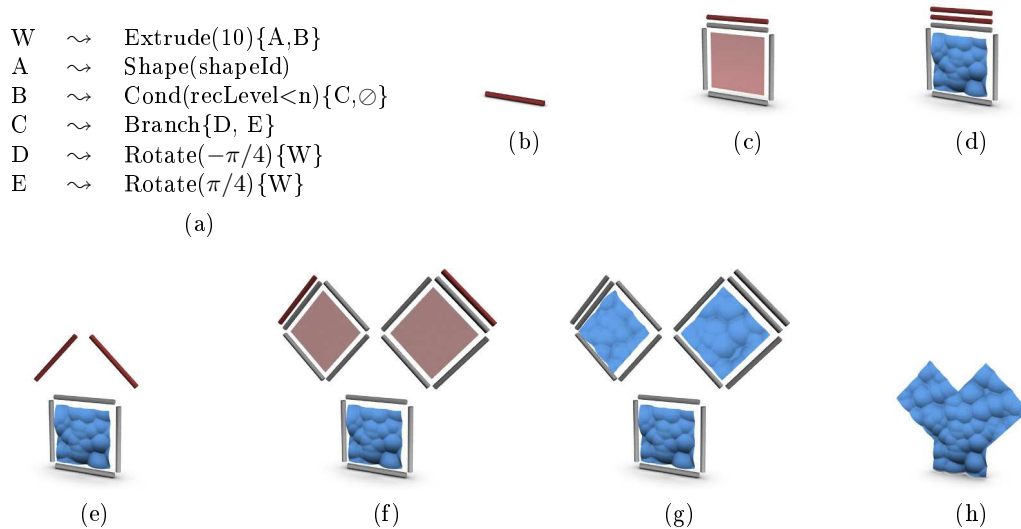 W ⇝ Extrude(10){A,B}
A ⇝ Shape(shapeId)
B ⇝ Cond(recLevel<n){C,∅}
C ⇝ Branch{D, E}
D ⇝ Rotate(−π/4){W}
E ⇝ Rotate(π/4){W}
(a)
(b)
(c)
(d)
(e)
(f)
(g)
(h)